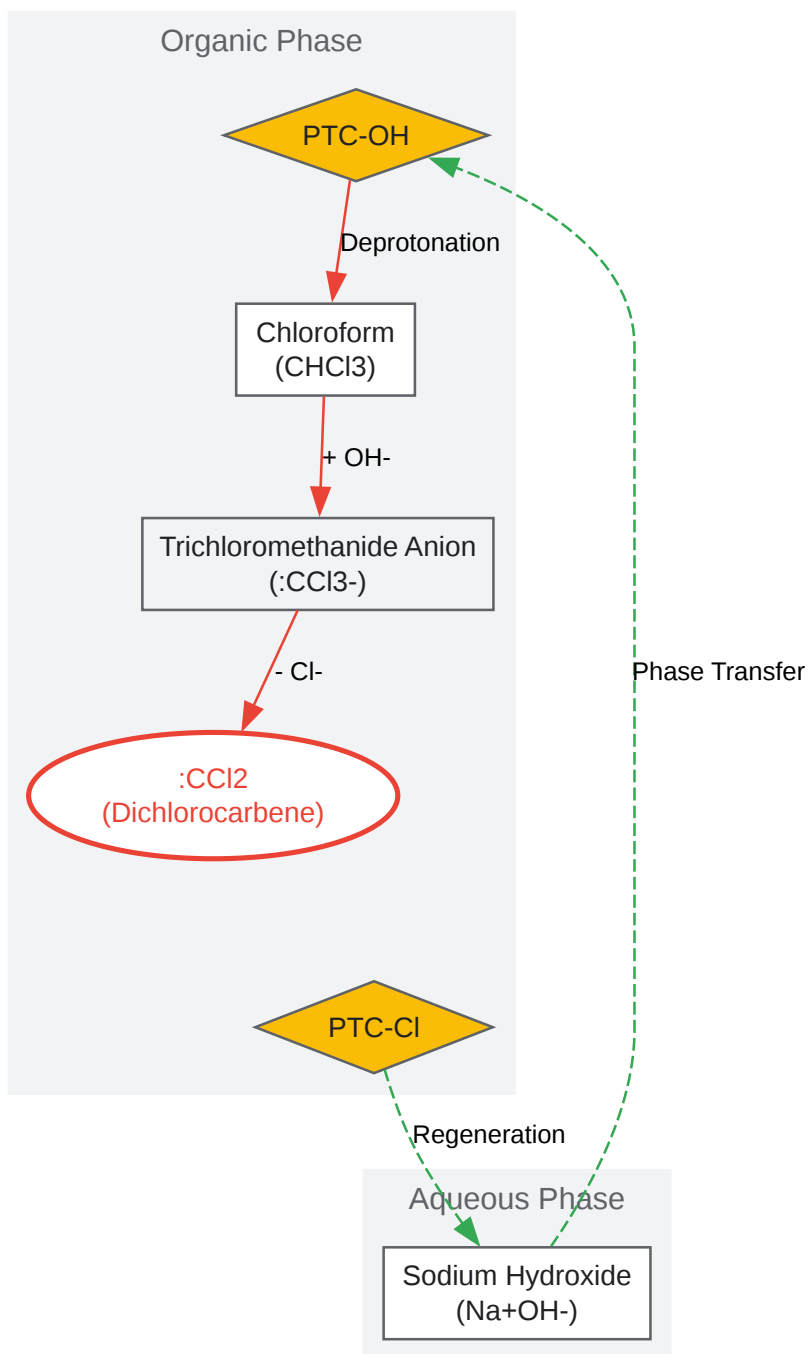 Organic Phase
PTC-OH
Deprotonation
Chloroform
(CHCl3)
+ OH-
Trichloromethanide Anion
(:CCl3-)
- Cl-
Phase Transfer
:CCl2
(Dichlorocarbene)
PTC-Cl
Regeneration
Aqueous Phase
Sodium Hydroxide
(Na+OH-)